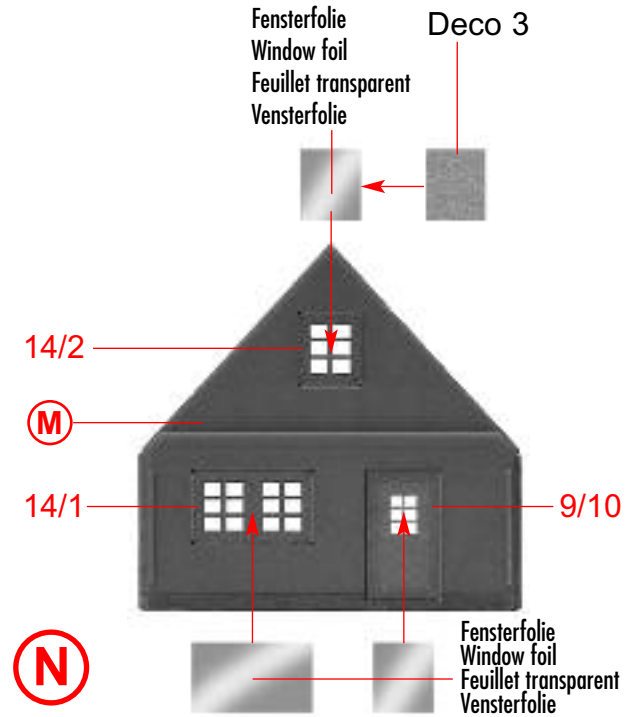 Fensterfolie
Window foil
Feuillet transparent
Vensterfolie
Deco 3
14/2
M
14/1
9/10
N
Fensterfolie
Window foil
Feuillet transparent
Vensterfolie